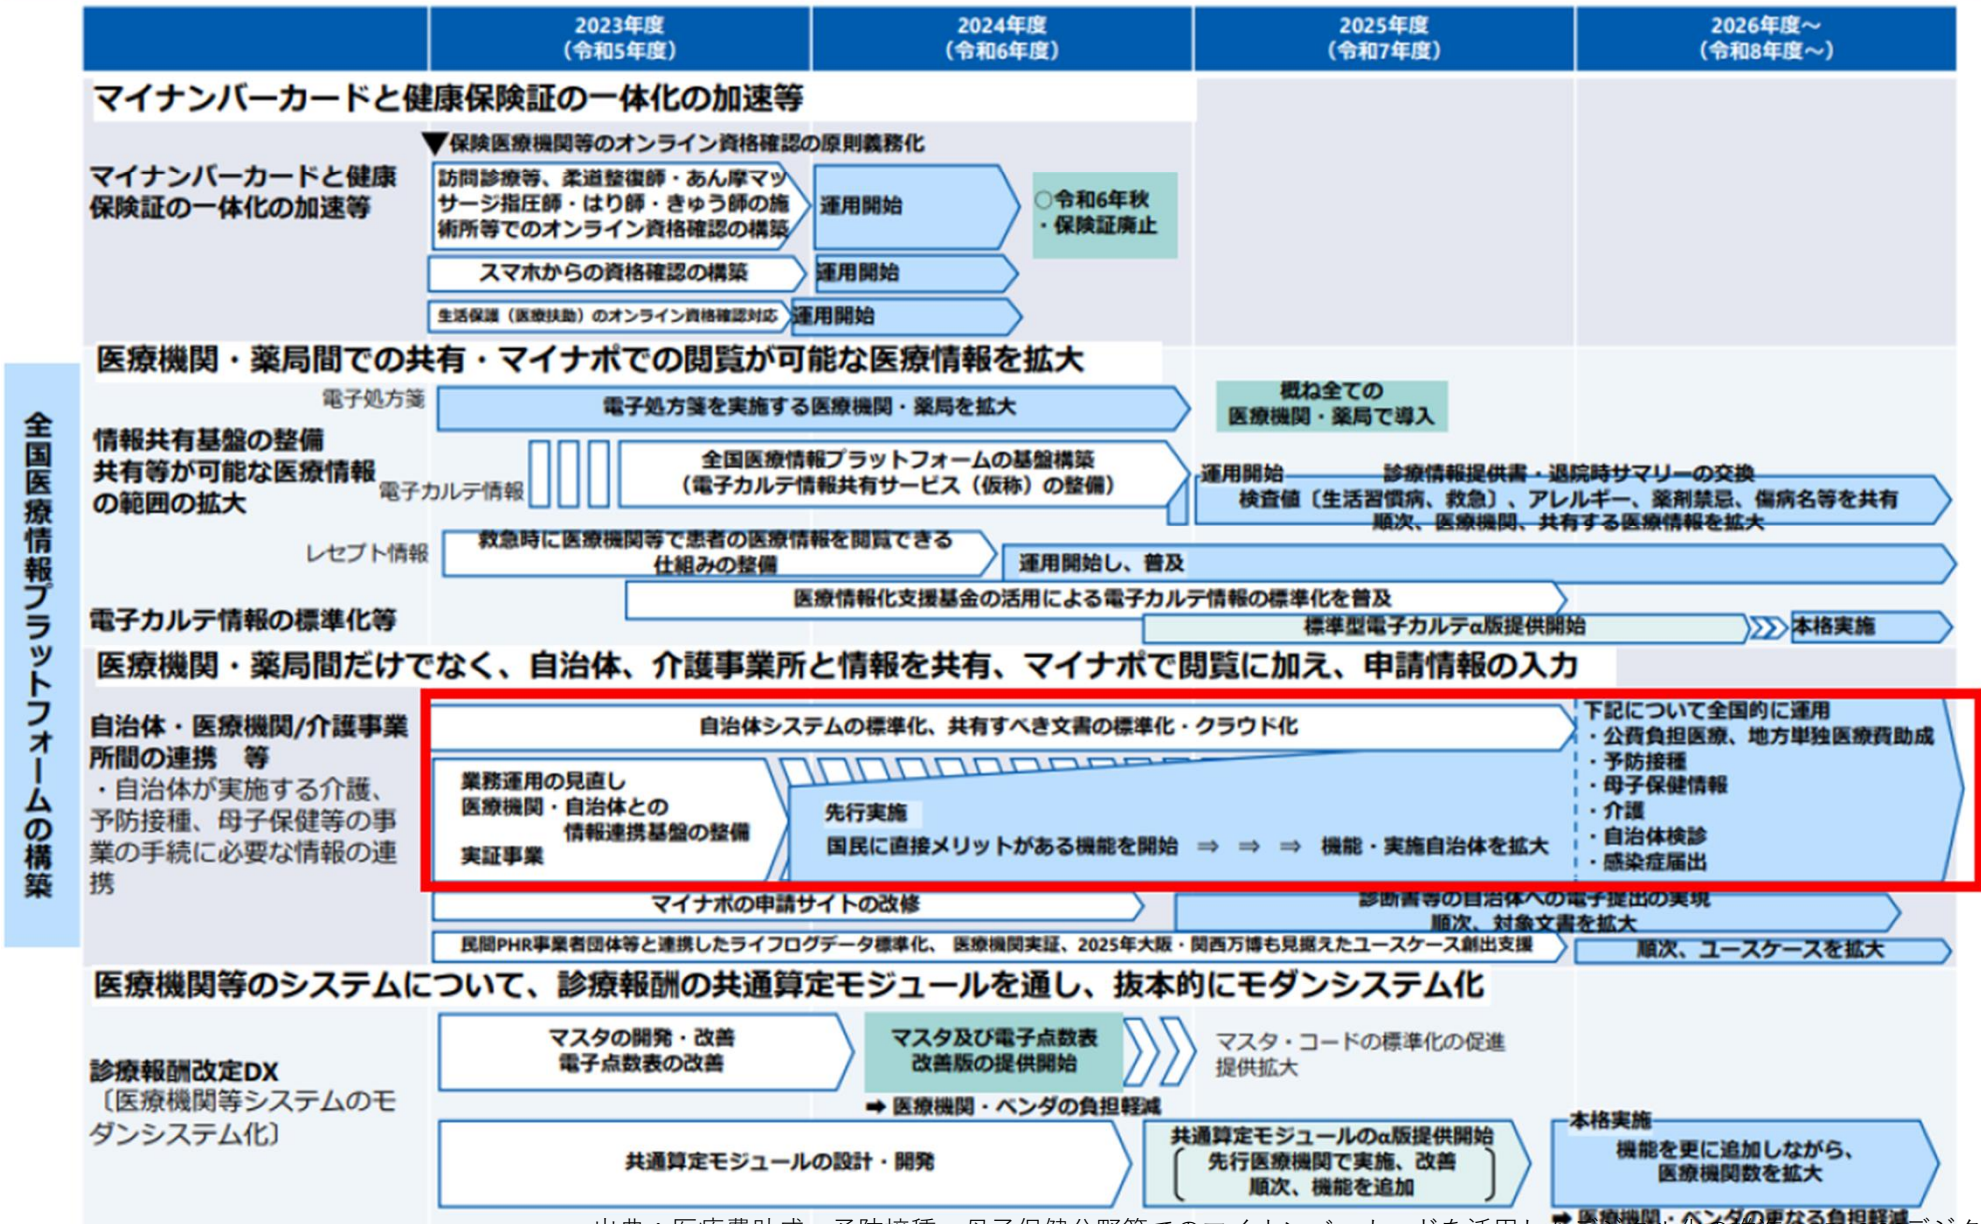 2023年度
（令和5年度）
2024年度
（令和6年度）
2025年度
（令和7年度）
2026年度～
（令和8年度～）
マイナンバーカードと健康保険証の一体化の加速等
▼保険医療機関等のオンライン資格確認の原則義務化
マイナンバーカードと健康
保険証の一体化の加速等
訪問診療等、柔道整復師・あん摩マッ
サージ指圧師・はり師・きゅう師の施
術所等でのオンライン資格確認の構築
運用開始
○令和6年秋
・保険証廃止
スマホからの資格確認の構築
運用開始
生活保護（医療扶助）のオンライン資格確認対応
運用開始
全国医療情報プラットフォームの構築
医療機関・薬局間での共有・マイナポでの閲覧が可能な医療情報を拡大
電子処方箋
電子処方箋を実施する医療機関・薬局を拡大
概ね全ての
医療機関・薬局で導入
情報共有基盤の整備
共有等が可能な医療情報
の範囲の拡大
電子カルテ情報
全国医療情報プラットフォームの基盤構築
（電子カルテ情報共有サービス（仮称）の整備）
運用開始
診療情報提供書・退院時サマリーの交換
検査値〔生活習慣病、救急〕、アレルギー、薬剤禁忌、傷病名等を共有
順次、医療機関、共有する医療情報を拡大
レセプト情報
救急時に医療機関等で患者の医療情報を閲覧できる
仕組みの整備
運用開始し、普及
電子カルテ情報の標準化等
医療情報化支援基金の活用による電子カルテ情報の標準化を普及
標準型電子カルテα版提供開始
本格実施
医療機関・薬局間だけでなく、自治体、介護事業所と情報を共有、マイナポで閲覧に加え、申請情報の入力
自治体・医療機関/介護事業
所間の連携　等
・自治体が実施する介護、
予防接種、母子保健等の事
業の手続に必要な情報の連
携
自治体システムの標準化、共有すべき文書の標準化・クラウド化
業務運用の見直し
医療機関・自治体との
情報連携基盤の整備
実証事業
先行実施
国民に直接メリットがある機能を開始　⇒　⇒　⇒　機能・実施自治体を拡大
下記について全国的に運用
・公費負担医療、地方単独医療費助成
・予防接種
・母子保健情報
・介護
・自治体検診
・感染症届出
マイナポの申請サイトの改修
診断書等の自治体への電子提出の実現
順次、対象文書を拡大
民間PHR事業者団体等と連携したライフログデータ標準化、 医療機関実証、2025年大阪・関西万博も見据えたユースケース創出支援
順次、ユースケースを拡大
医療機関等のシステムについて、診療報酬の共通算定モジュールを通し、抜本的にモダンシステム化
診療報酬改定DX
〔医療機関等システムのモ
ダンシステム化〕
マスタの開発・改善
電子点数表の改善
マスタ及び電子点数表
改善版の提供開始
マスタ・コードの標準化の促進
提供拡大
➡ 医療機関・ベンダの負担軽減
共通算定モジュールの設計・開発
共通算定モジュールのα版提供開始
先行医療機関で実施、改善
順次、機能を追加
本格実施
機能を更に追加しながら、
医療機関数を拡大
➡ 医療機関・ベンダの更なる負担軽減